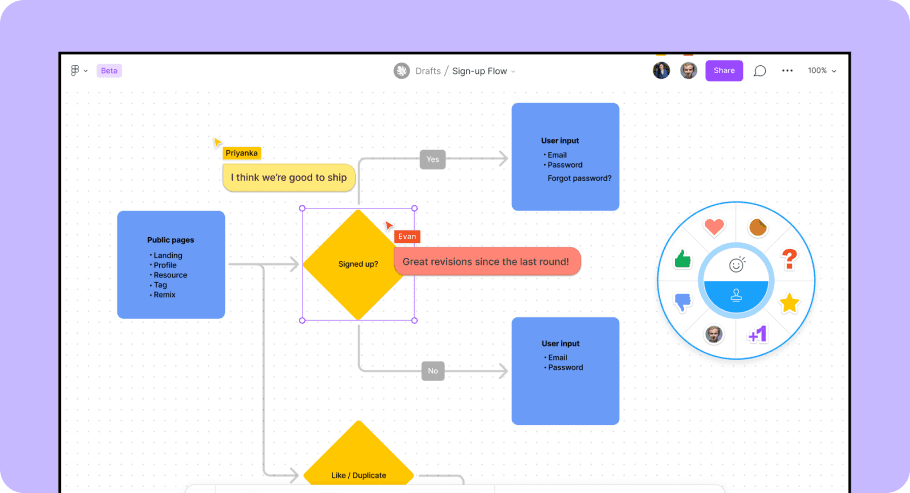 Beta
Drafts / Sign-up Flow
Share
100%
Priyanka
I think we're good to ship
Yes
User input
• Email
• Password
Forgot password?
Public pages
• Landing
• Profile
• Resource
• Tag
• Remix
Signed up?
Evan
Great revisions since the last round!
+1
No
User input
• Email
• Password
Like / Duplicate